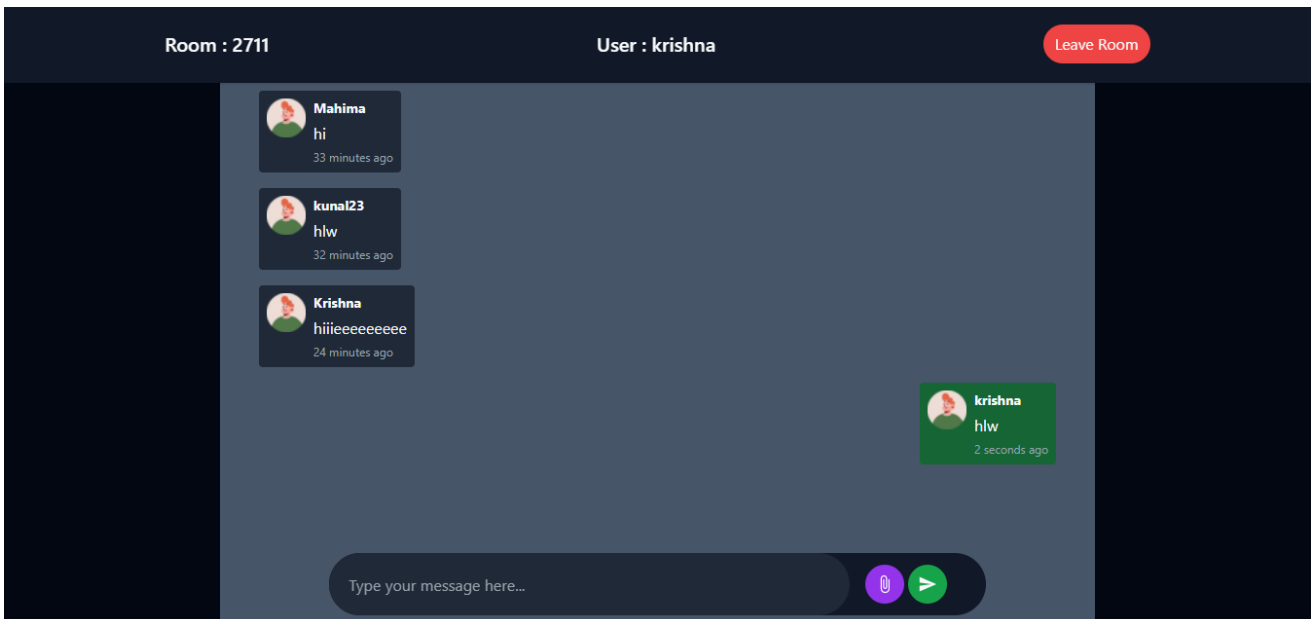 Room : 2711
User : krishna
Leave Room
Mahima
hi
33 minutes ago
kunal23
hlw
32 minutes ago
Krishna
hiiieeeeeeeee
24 minutes ago
krishna
hlw
2 seconds ago
Type your message here...